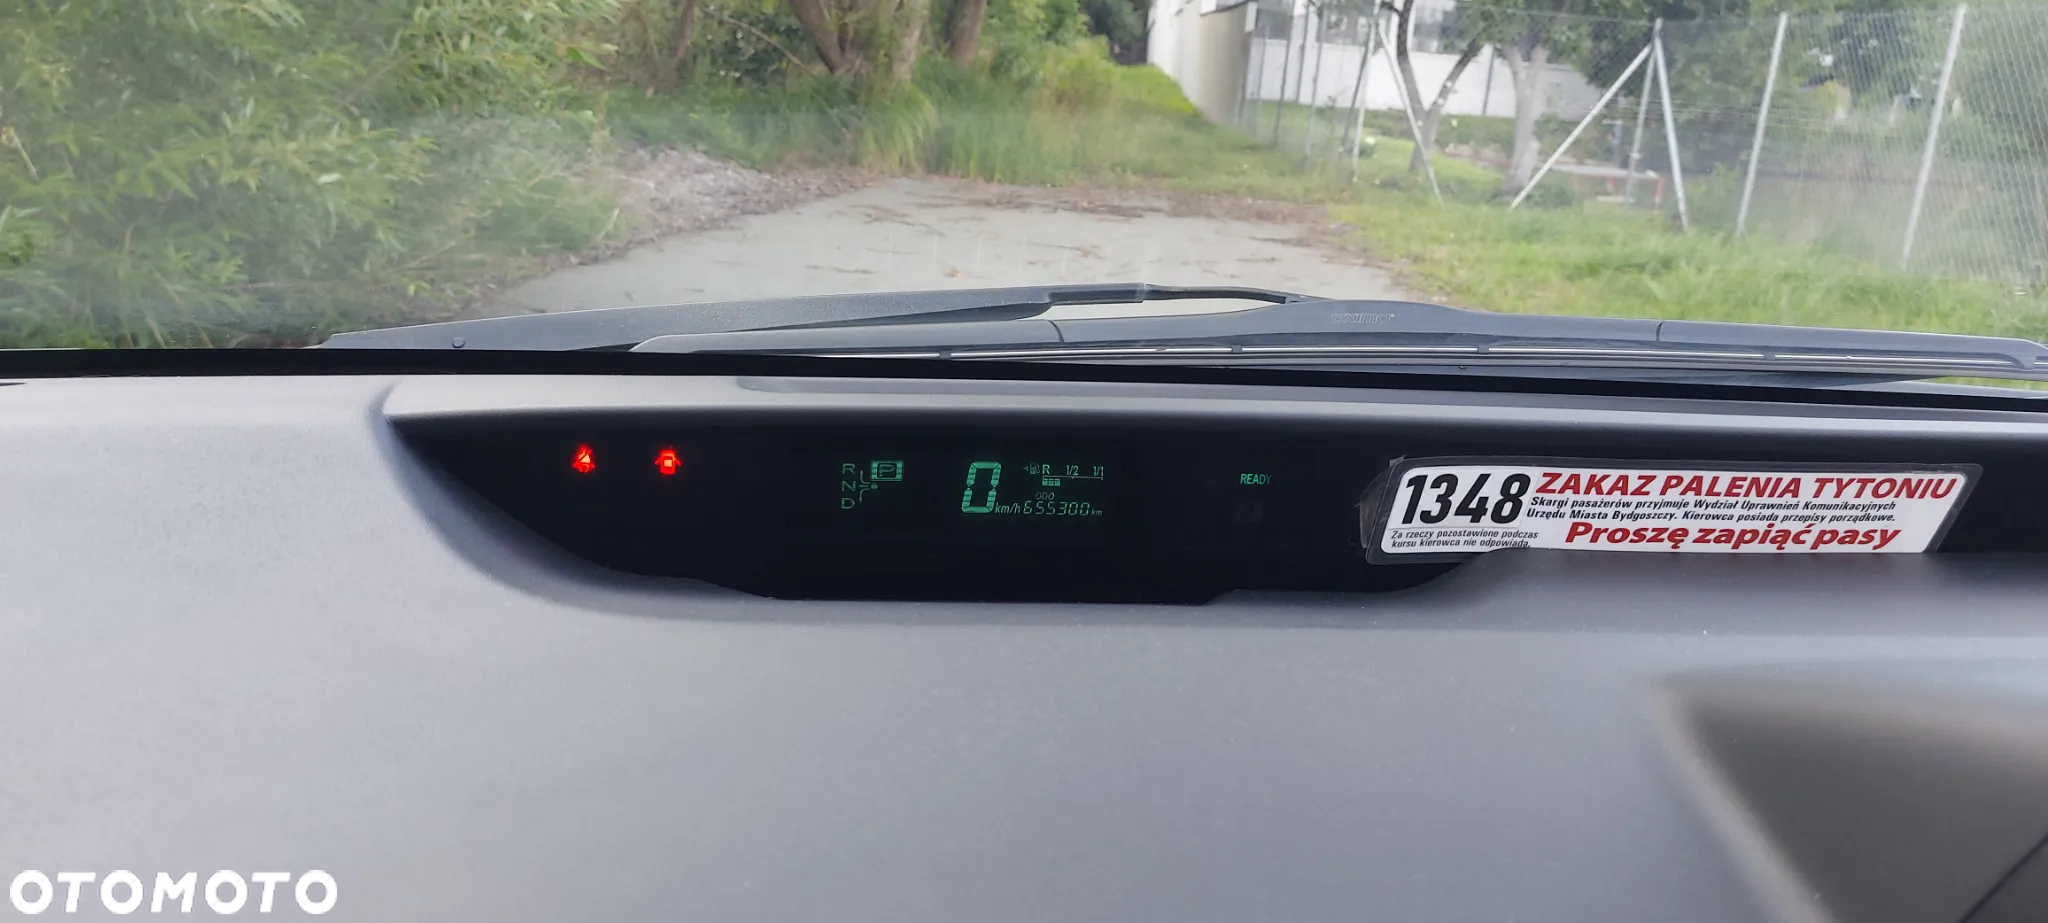 oximo
R
N
D
P
0 km/h
R 1/2 1/1
ODO
655300 km
READY
1348
ZAKAZ PALENIA TYTONIU
Skargi pasażerów przyjmuje Wydział Uprawnień Komunikacyjnych
Urzędu Miasta Bydgoszczy. Kierowca posiada przepisy porządkowe.
Za rzeczy pozostawione podczas
kursu kierowca nie odpowiada.
Proszę zapiąć pasy
OTOMOTO